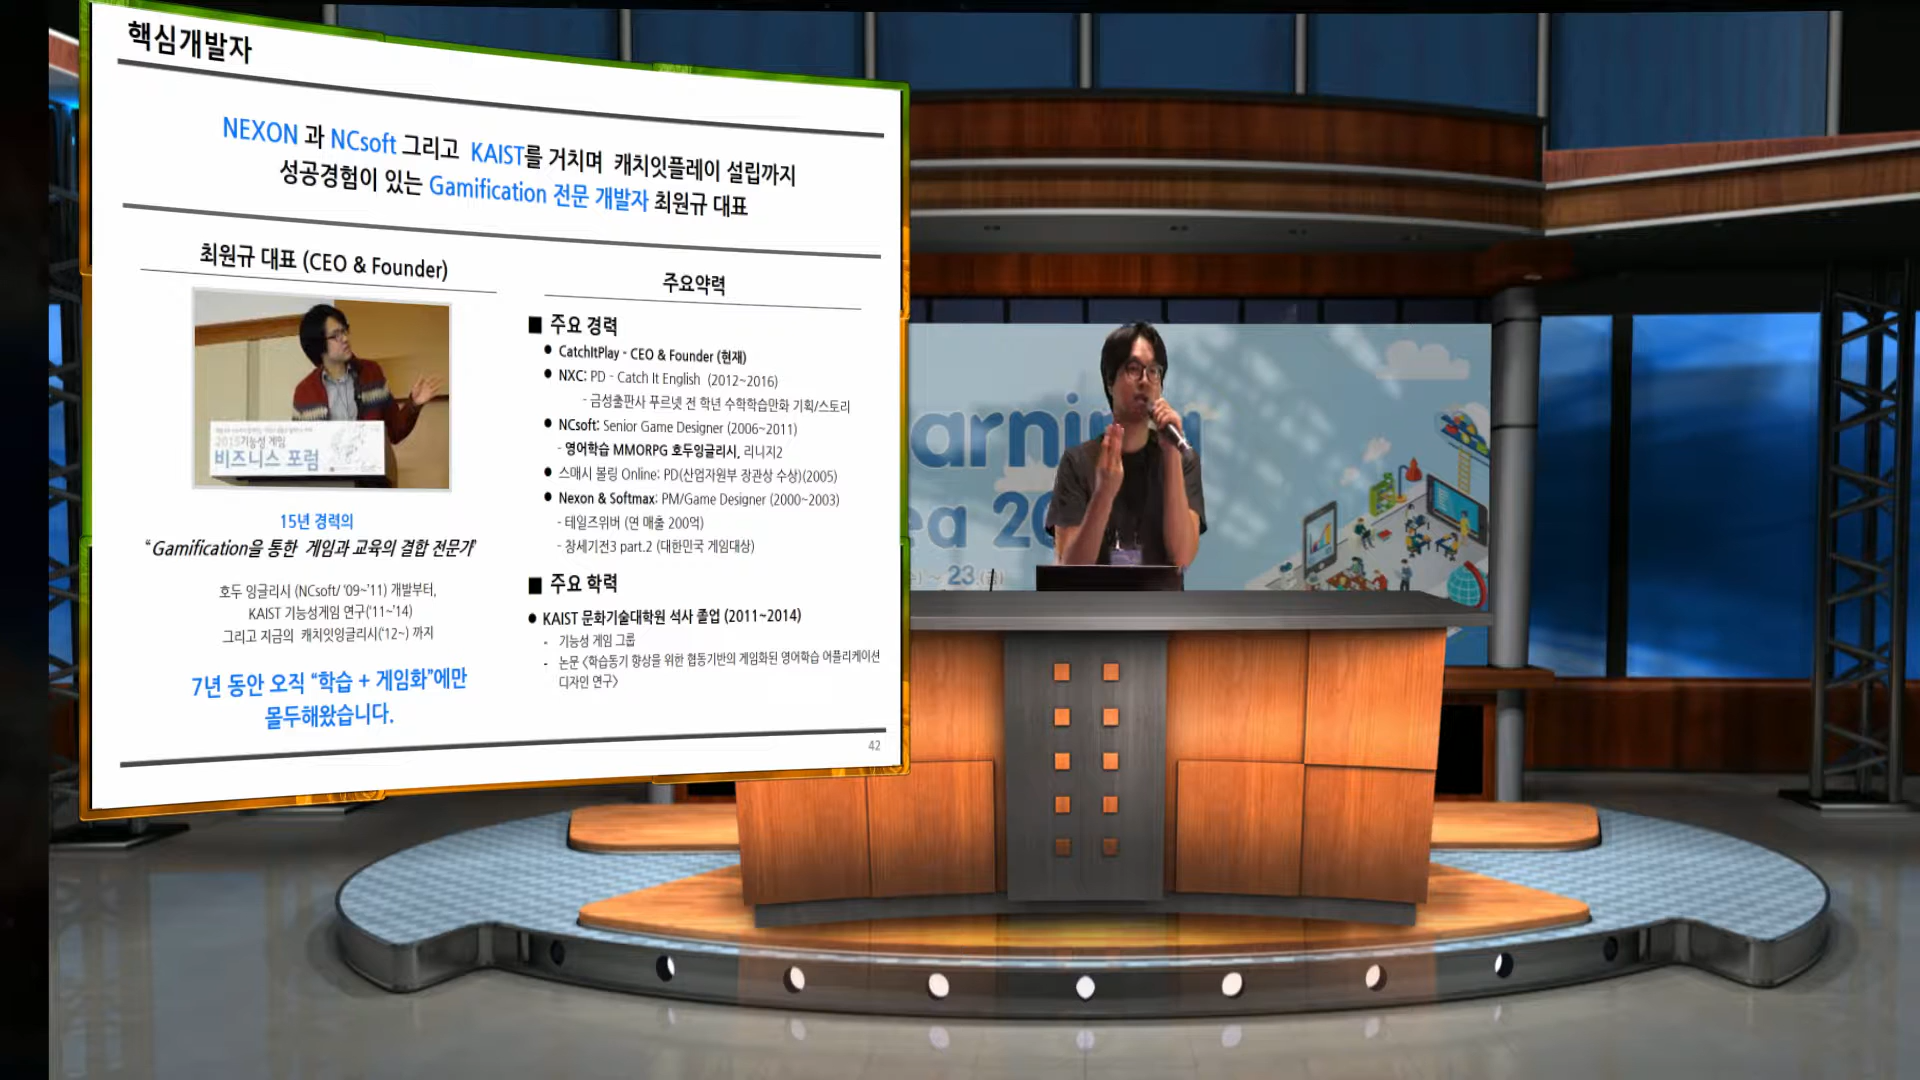 핵심개발자
NEXON 과 NCsoft 그리고 KAIST를 거치며 캐치잇플레이 설립까지
성공경험이 있는 Gamification 전문 개발자 최원규 대표
최원규 대표 (CEO & Founder)
2015기능성 게임
비즈니스 포럼
15년 경력의
“Gamification을 통한 게임과 교육의 결합 전문가”
호두 잉글리시 (NCsoft/ ‘09~’11) 개발부터,
KAIST 기능성게임 연구(‘11~’14)
그리고 지금의 캐치잇잉글리시(‘12~) 까지
7년 동안 오직 “학습 + 게임화”에만
몰두해왔습니다.
주요약력
■ 주요 경력
● CatchItPlay - CEO & Founder (현재)
● NXC: PD - Catch It English (2012~2016)
- 금성출판사 푸르넷 전 학년 수학학습만화 기획/스토리
● NCsoft: Senior Game Designer (2006~2011)
- 영어학습 MMORPG 호두잉글리시, 리니지2
● 스매시 볼링 Online: PD(산업자원부 장관상 수상)(2005)
● Nexon & Softmax: PM/Game Designer (2000~2003)
- 테일즈위버 (연 매출 200억)
- 창세기전3 part.2 (대한민국 게임대상)
■ 주요 학력
● KAIST 문화기술대학원 석사 졸업 (2011~2014)
- 기능성 게임 그룹
- 논문 <학습동기 향상을 위한 협동기반의 게임화된 영어학습 어플리케이션
디자인 연구>
42
arning
ea 20
~ 23(금)